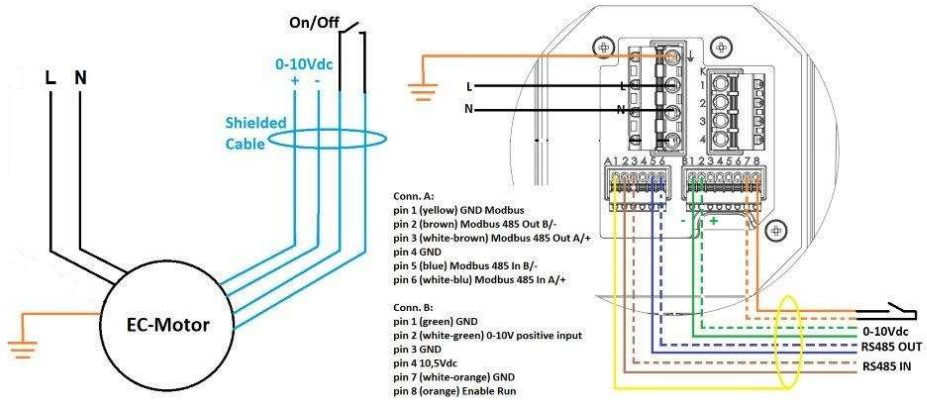 On/Off
0-10Vdc
+ -
L N
Shielded
Cable
EC-Motor
L
N
K
1
2
3
4
A1 2 3 4 5 6
B1 2 3 4 5 6 7 8
- +
Conn. A:
pin 1 (yellow) GND Modbus
pin 2 (brown) Modbus 485 Out B/-
pin 3 (white-brown) Modbus 485 Out A/+
pin 4 GND
pin 5 (blue) Modbus 485 In B/-
pin 6 (white-blu) Modbus 485 In A/+
Conn. B:
pin 1 (green) GND
pin 2 (white-green) 0-10V positive input
pin 3 GND
pin 4 10,5Vdc
pin 7 (white-orange) GND
pin 8 (orange) Enable Run
0-10Vdc
RS485 OUT
RS485 IN
L
N